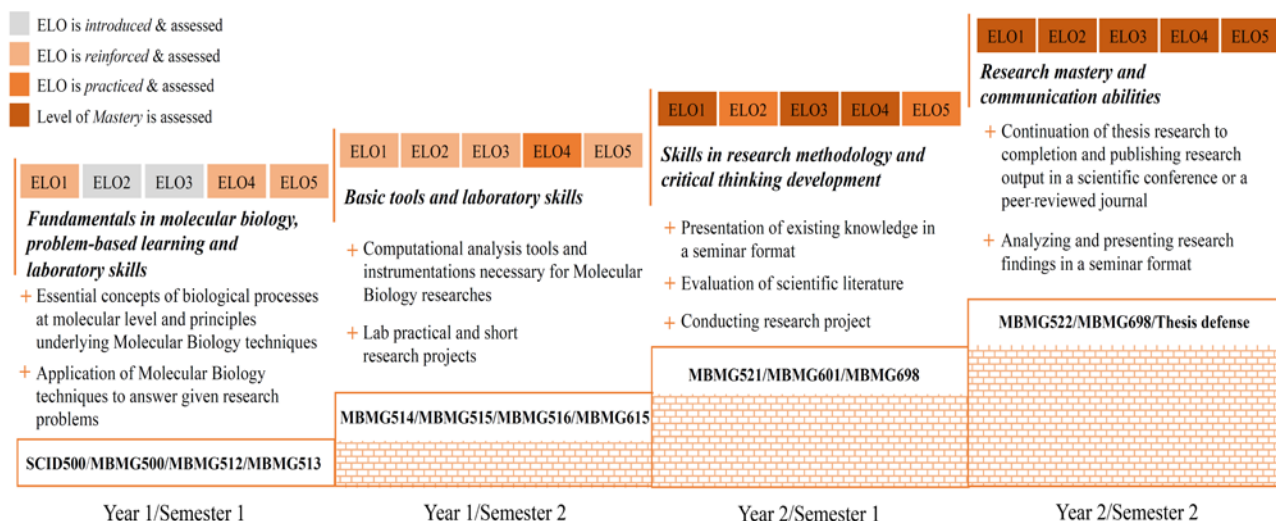 ELO is introduced & assessed
ELO is reinforced & assessed
ELO is practiced & assessed
Level of Mastery is assessed
ELO1 ELO2 ELO3 ELO4 ELO5
Fundamentals in molecular biology,
problem-based learning and
laboratory skills
+ Essential concepts of biological processes
at molecular level and principles
underlying Molecular Biology techniques
+ Application of Molecular Biology
techniques to answer given research
problems
SCID500/MBMG500/MBMG512/MBMG513
Year 1/Semester 1
ELO1 ELO2 ELO3 ELO4 ELO5
Basic tools and laboratory skills
+ Computational analysis tools and
instrumentations necessary for Molecular
Biology researches
+ Lab practical and short
research projects
MBMG514/MBMG515/MBMG516/MBMG615
Year 1/Semester 2
ELO1 ELO2 ELO3 ELO4 ELO5
Skills in research methodology and
critical thinking development
+ Presentation of existing knowledge in
a seminar format
+ Evaluation of scientific literature
+ Conducting research project
MBMG521/MBMG601/MBMG698
Year 2/Semester 1
ELO1 ELO2 ELO3 ELO4 ELO5
Research mastery and
communication abilities
+ Continuation of thesis research to
completion and publishing research
output in a scientific conference or a
peer-reviewed journal
+ Analyzing and presenting research
findings in a seminar format
MBMG522/MBMG698/Thesis defense
Year 2/Semester 2